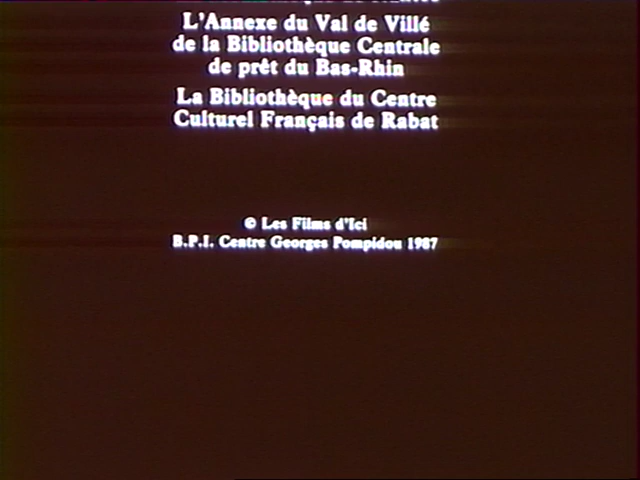 L'Annexe du Val de Villé
de la Bibliothèque Centrale
de prêt du Bas-Rhin
La Bibliothèque du Centre
Culturel Français de Rabat
© Les Films d'Ici
B.P.I. Centre Georges Pompidou 1987